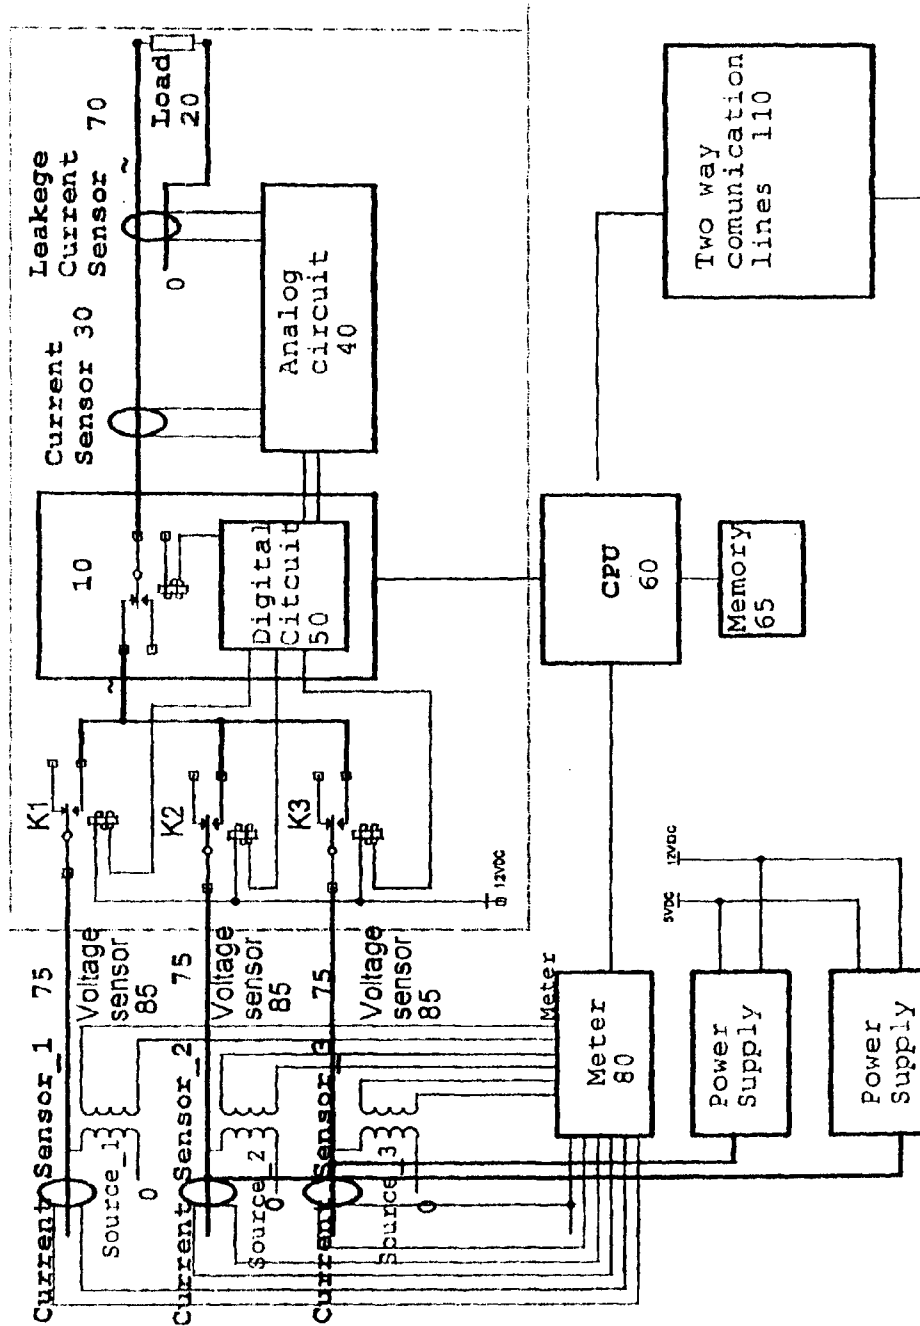 Current Sensor_1 75
Voltage
sensor
85
Source_1
0
Current Sensor_2 75
Voltage
sensor
85
Source_2
0
Current Sensor_3 75
Voltage
sensor
85
Source_3
0
K1
K2
K3
12VDC
~
10
Digital
Citcuit
50
Current
Sensor 30
Leakege
Current
Sensor 70
~
0
Load
20
Analog
circuit
40
Meter
Meter
80
CPU
60
Memory
65
Two way
comunication
lines 110
5VDC
12VDC
Power
Supply
Power
Supply